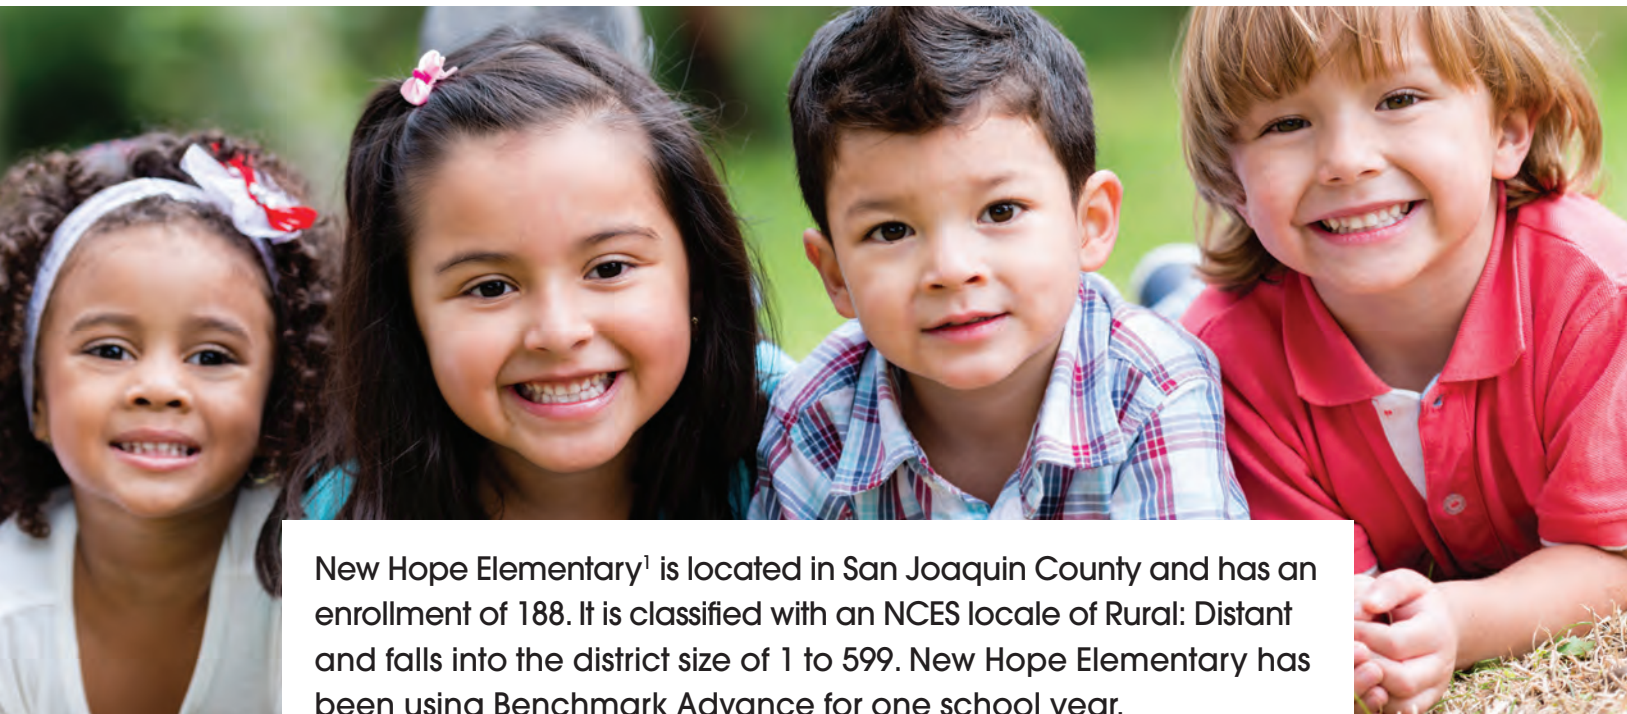 New Hope Elementary¹ is located in San Joaquin County and has an
enrollment of 188. It is classified with an NCES locale of Rural: Distant
and falls into the district size of 1 to 599. New Hope Elementary has
been using Benchmark Advance for one school year.